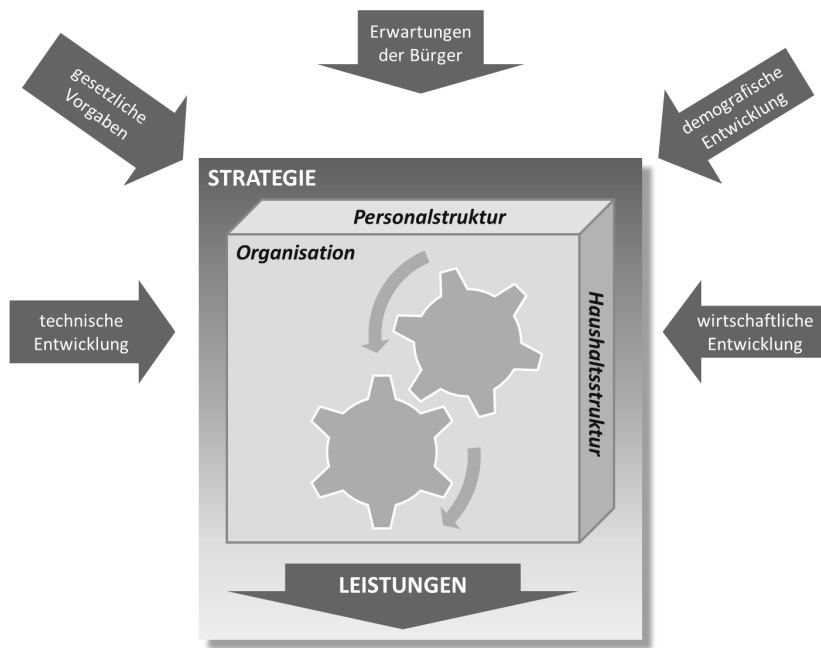 Erwartungen
der Bürger
gesetzliche
Vorgaben
demografische
Entwicklung
STRATEGIE
Personalstruktur
Organisation
Haushaltsstruktur
technische
Entwicklung
wirtschaftliche
Entwicklung
LEISTUNGEN